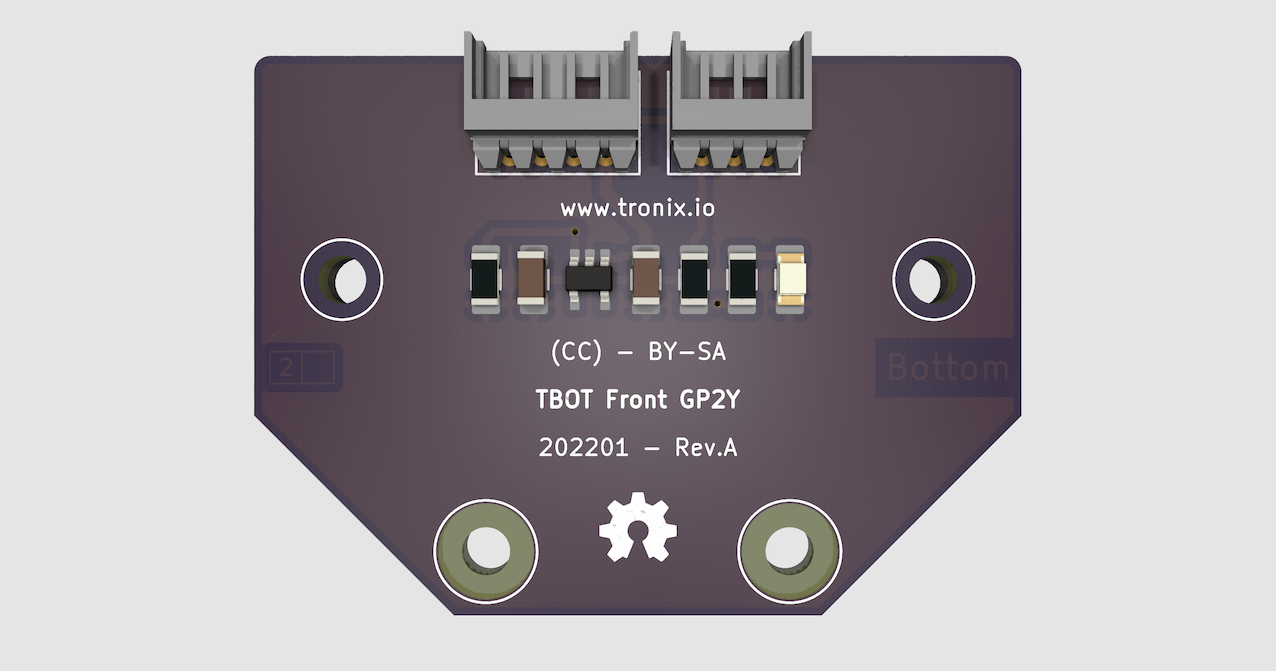 www.tronix.io
(CC) – BY–SA
2
Bottom
TBOT Front GP2Y
202201 – Rev.A